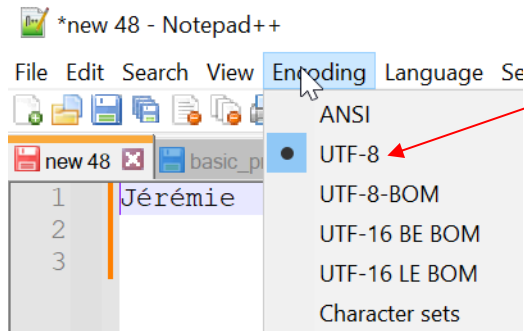 *new 48 - Notepad++
File Edit Search View Encoding Language Se
ANSI
new 48 basic_p
UTF-8
1 Jérémie
UTF-8-BOM
2
UTF-16 BE BOM
3
UTF-16 LE BOM
Character sets